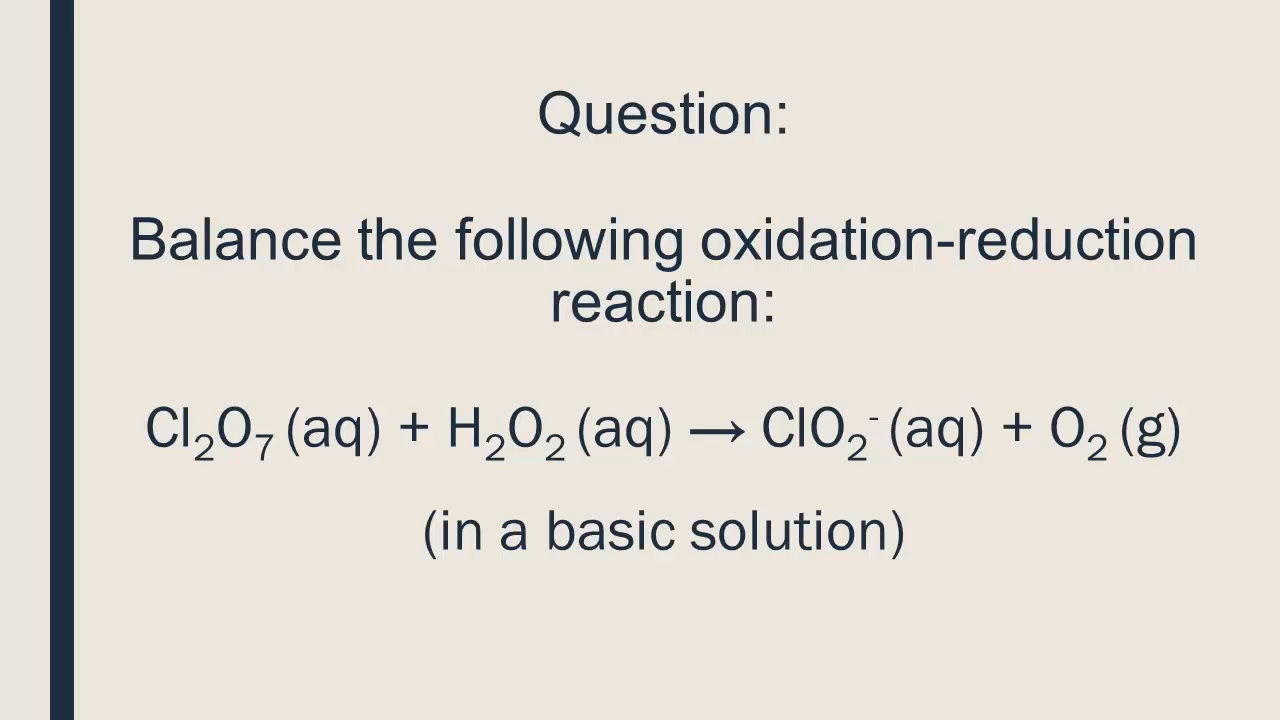 Question:
Balance the following oxidation-reduction
reaction:
Cl₂O₇ (aq) + H₂O₂ (aq) → ClO₂⁻ (aq) + O₂ (g)
(in a basic solution)